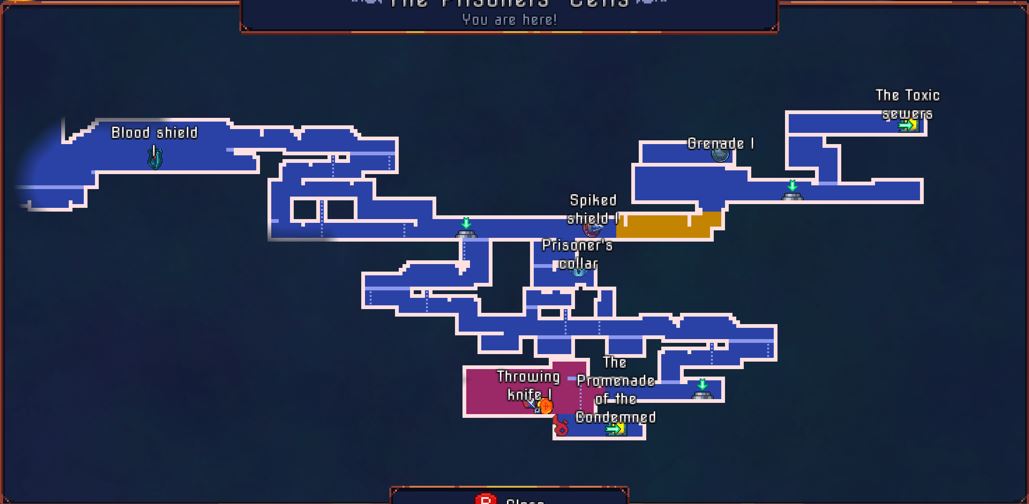 The Prisoners' Cells
You are here!
The Toxic
sewers
Blood shield
Grenade I
Spiked
shield I
Prisoner's
collar
The
Promenade
of the
Condemned
Throwing
knife I
Close